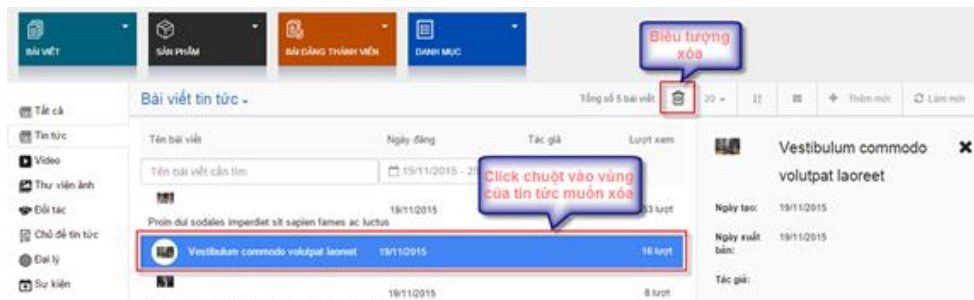 BÀI VIẾT
SẢN PHẨM
BÀI ĐĂNG THÀNH VIÊN
DANH MỤC
Biểu tượng
xóa
Tất cả
Tin tức
Video
Thư viện ảnh
Đối tác
Chủ đề tin tức
Đại lý
Sự kiện
Bài viết tin tức
Tổng số 5 bài viết
20
Thêm mới
Làm mới
Tên bài viết
Ngày đăng
Tác giả
Lượt xem
Tên bài viết cần tìm
19/11/2015 - 2
Click chuột vào vùng
của tin tức muốn xóa
19/11/2015
53 lượt
Proin dui sodales imperdiet sit sapien fames ac luctus
Vestibulum commodo volutpat laoreet
19/11/2015
16 lượt
19/11/2015
8 lượt
Vestibulum commodo
volutpat laoreet
Ngày tạo:
19/11/2015
Ngày xuất
bản:
19/11/2015
Tác giả: